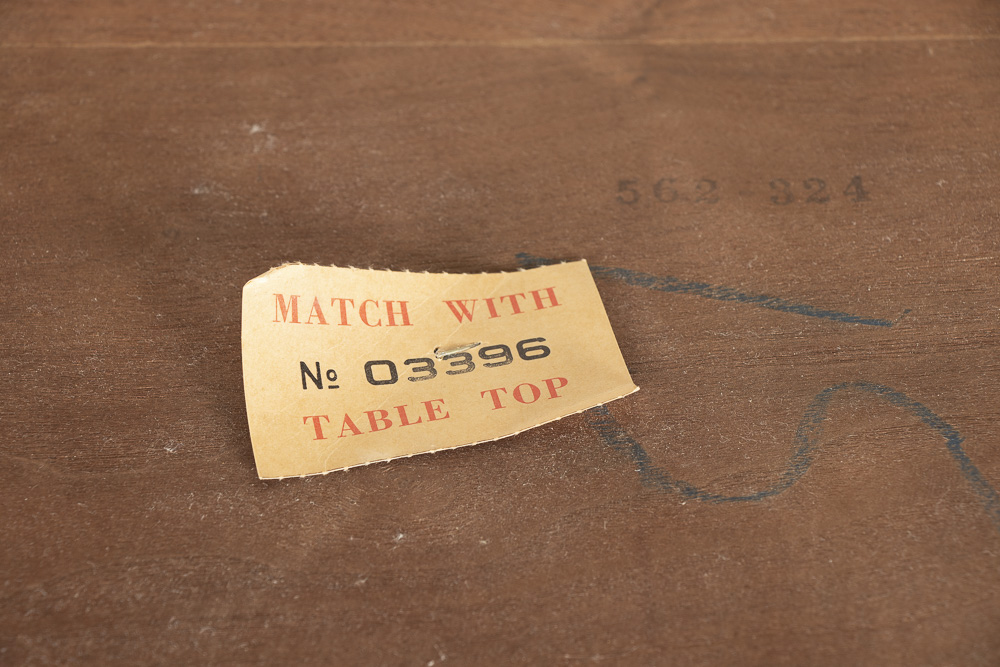 562-324
MATCH WITH
№ 03396
TABLE TOP